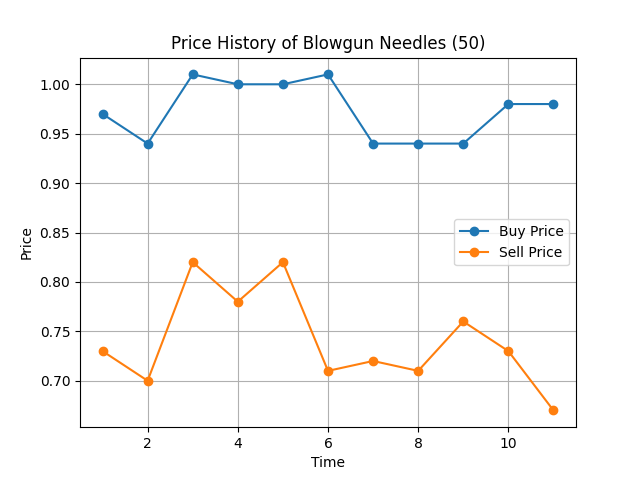 Price History of Blowgun Needles (50)
1.00
0.95
0.90
0.85
0.80
0.75
0.70
Price
Buy Price
Sell Price
2 4 6 8 10
Time